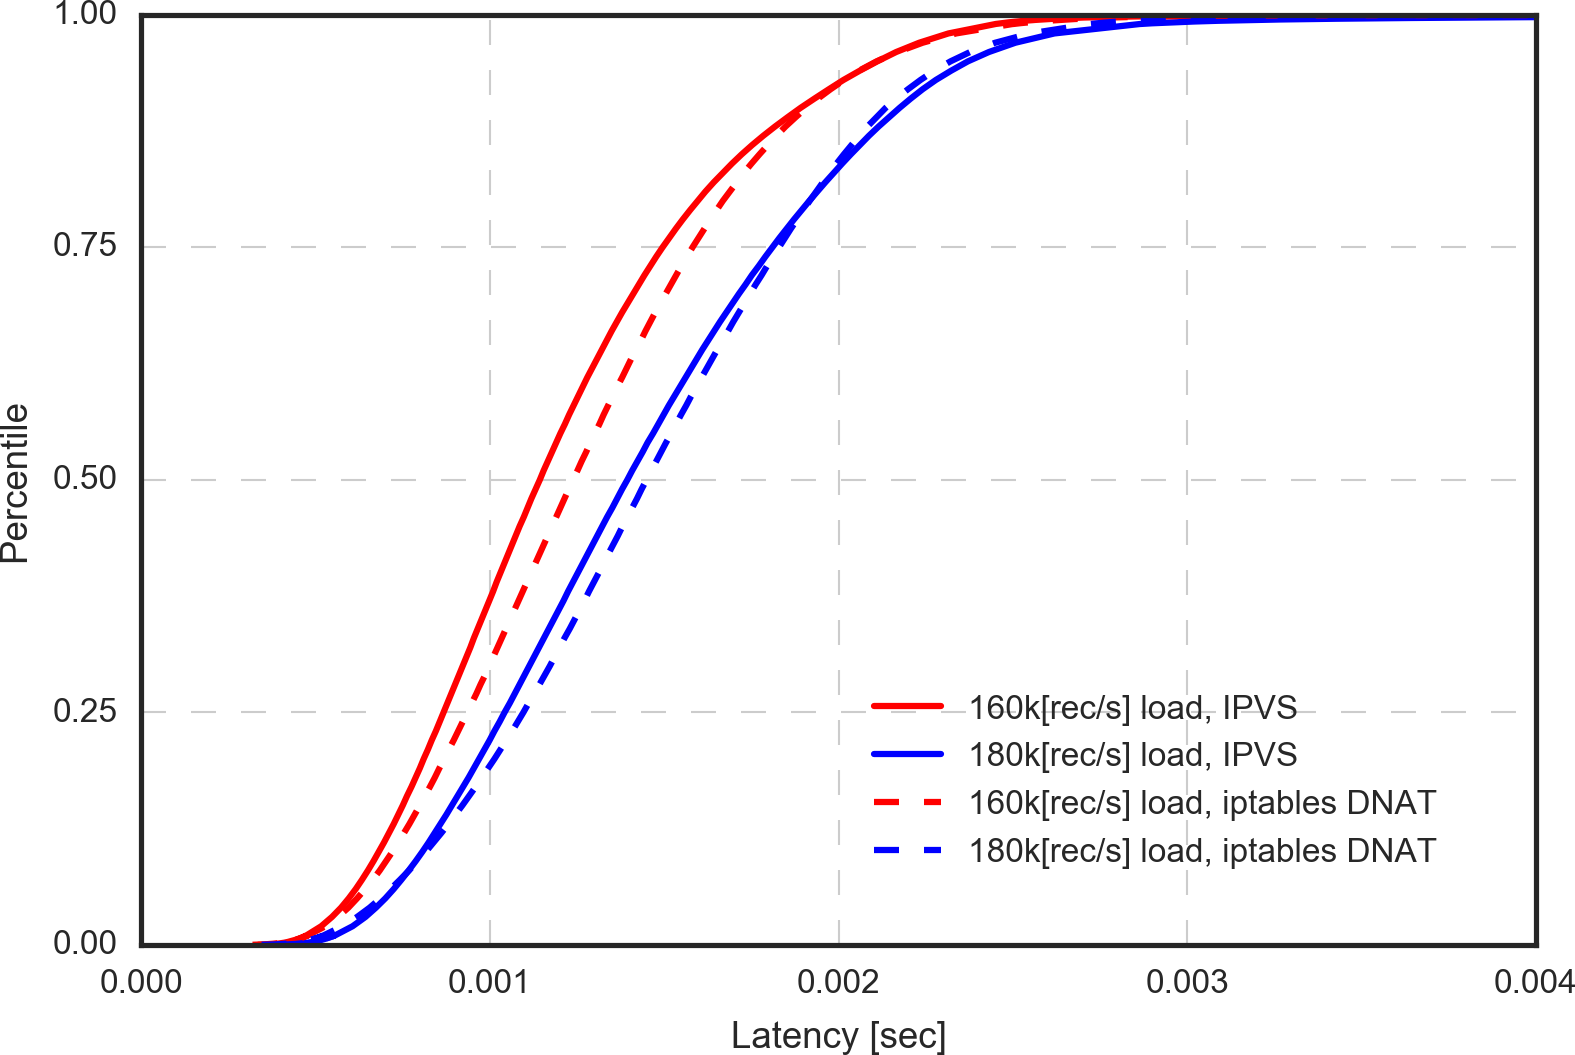 1.00
0.75
0.50
0.25
0.00
Percentile
160k[rec/s] load, IPVS
180k[rec/s] load, IPVS
160k[rec/s] load, iptables DNAT
180k[rec/s] load, iptables DNAT
0.000 0.001 0.002 0.003 0.004
Latency [sec]